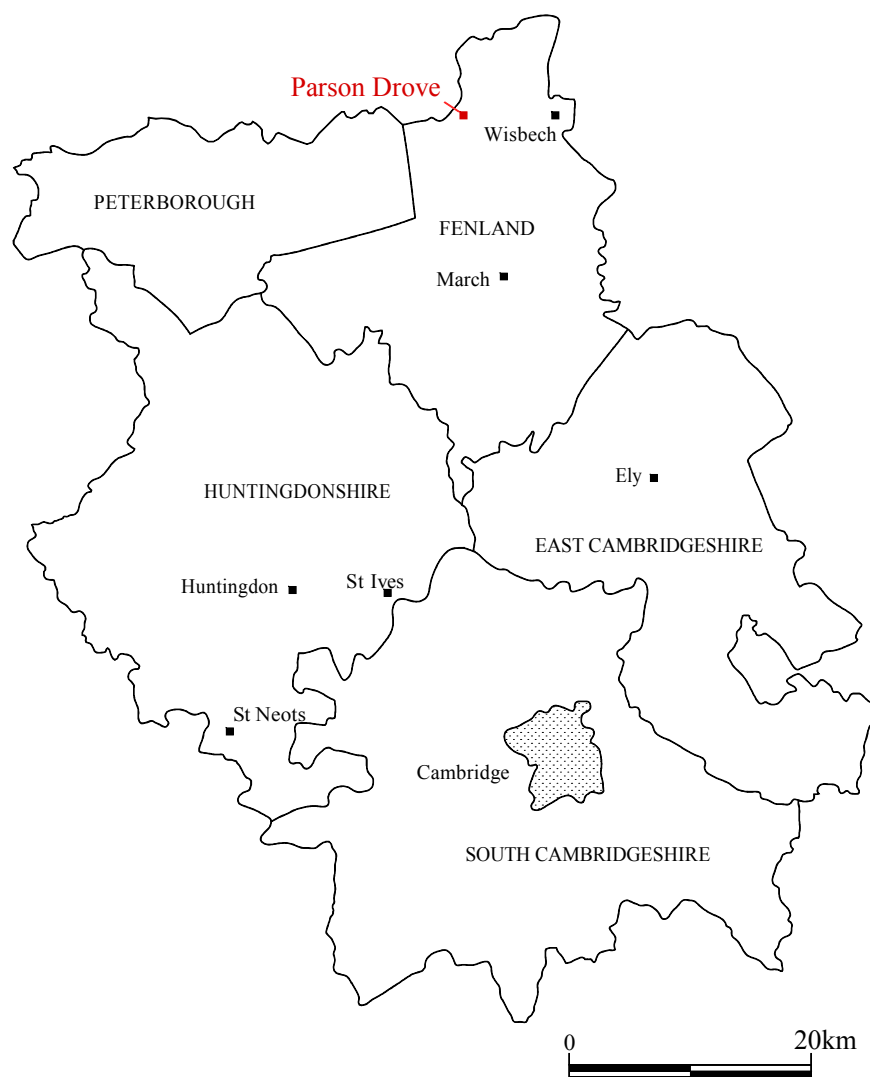 Parson Drove
Wisbech
PETERBOROUGH
FENLAND
March
Ely
HUNTINGDONSHIRE
EAST CAMBRIDGESHIRE
Huntingdon
St Ives
St Neots
Cambridge
SOUTH CAMBRIDGESHIRE
0
20km